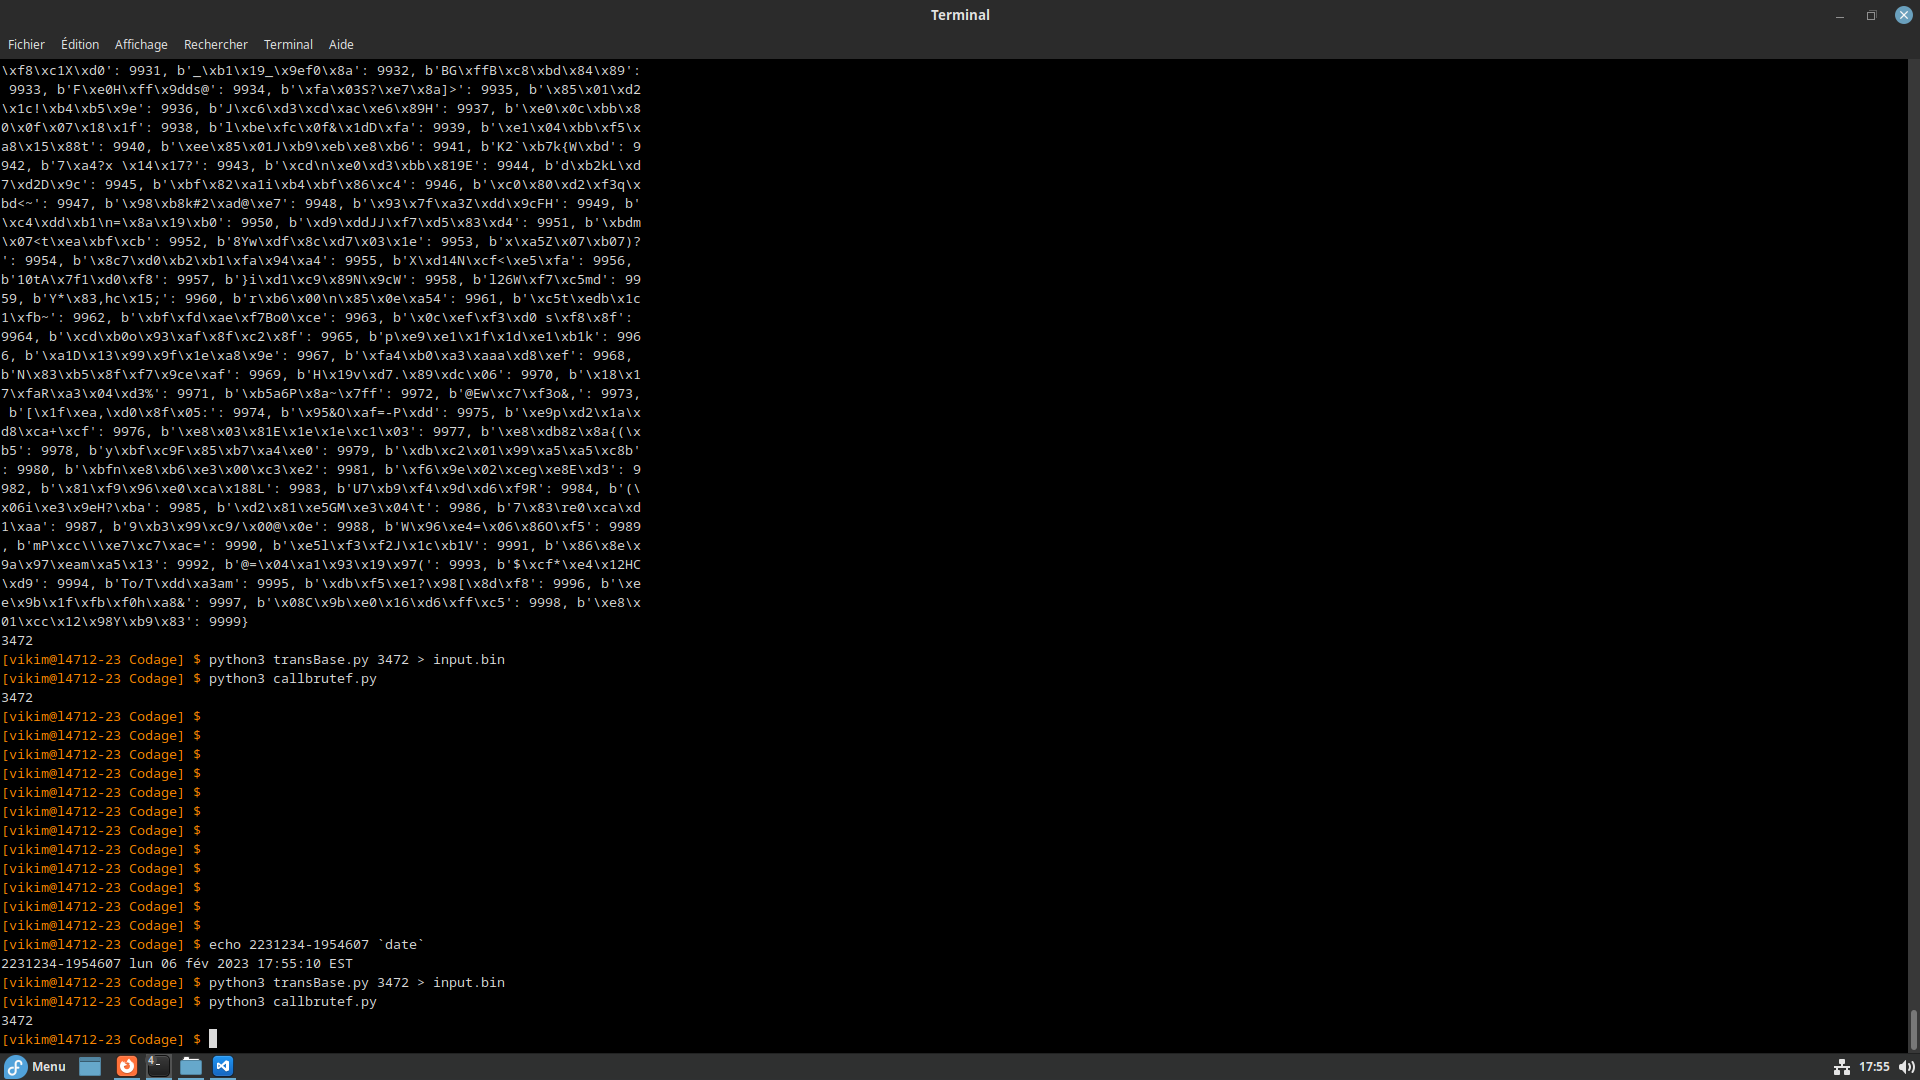 Terminal
Fichier Édition Affichage Rechercher Terminal Aide
\xf8\xc1X\xd0': 9931, b'_\xb1\x19_\x9ef0\x8a': 9932, b'BG\xffB\xc8\xbd\x84\x89':
 9933, b'F\xe0H\xff\x9dds@': 9934, b'\xfa\x03S?\xe7\x8a]>': 9935, b'\x85\x01\xd2
\x1c!\xb4\xb5\x9e': 9936, b'J\xc6\xd3\xcd\xac\xe6\x89H': 9937, b'\xe0\x0c\xbb\x8
0\x0f\x07\x18\x1f': 9938, b'l\xbe\xfc\x0f&\x1dD\xfa': 9939, b'\xe1\x04\xbb\xf5\x
a8\x15\x88t': 9940, b'\xee\x85\x01J\xb9\xeb\xe8\xb6': 9941, b'K2`\xb7k{W\xbd': 9
942, b'7\xa4?x \x14\x17?': 9943, b'\xcd\n\xe0\xd3\xbb\x819E': 9944, b'd\xb2kL\xd
7\xd2D\x9c': 9945, b'\xbf\x82\xa1i\xb4\xbf\x86\xc4': 9946, b'\xc0\x80\xd2\xf3q\x
bd<~': 9947, b'\x98\xb8k#2\xad@\xe7': 9948, b'\x93\x7f\xa3Z\xdd\x9cFH': 9949, b'
\xc4\xdd\xb1\n=\x8a\x19\xb0': 9950, b'\xd9\xddJJ\xf7\xd5\x83\xd4': 9951, b'\xbdm
\x07<t\xea\xbf\xcb': 9952, b'8Yw\xdf\x8c\xd7\x03\x1e': 9953, b'x\xa5Z\x07\xb07)?
': 9954, b'\x8c7\xd0\xb2\xb1\xfa\x94\xa4': 9955, b'X\xd14N\xcf<\xe5\xfa': 9956,
b'10tA\x7f1\xd0\xf8': 9957, b'}i\xd1\xc9\x89N\x9cW': 9958, b'l26W\xf7\xc5md': 99
59, b'Y*\x83,hc\x15;': 9960, b'r\xb6\x00\n\x85\x0e\xa54': 9961, b'\xc5t\xedb\x1c
1\xfb~': 9962, b'\xbf\xfd\xae\xf7Bo0\xce': 9963, b'\x0c\xef\xf3\xd0 s\xf8\x8f':
9964, b'\xcd\xb0o\x93\xaf\x8f\xc2\x8f': 9965, b'p\xe9\xe1\x1f\x1d\xe1\xb1k': 996
6, b'\xa1D\x13\x99\x9f\x1e\xa8\x9e': 9967, b'\xfa4\xb0\xa3\xaaa\xd8\xef': 9968,
b'N\x83\xb5\x8f\xf7\x9ce\xaf': 9969, b'H\x19v\xd7.\x89\xdc\x06': 9970, b'\x18\x1
7\xfaR\xa3\x04\xd3%': 9971, b'\xb5a6P\x8a~\x7ff': 9972, b'@Ew\xc7\xf3o&,': 9973,
 b'[\x1f\xea,\xd0\x8f\x05:': 9974, b'\x95&O\xaf=-P\xdd': 9975, b'\xe9p\xd2\x1a\x
d8\xca+\xcf': 9976, b'\xe8\x03\x81E\x1e\x1e\xc1\x03': 9977, b'\xe8\xdb8z\x8a{(\x
b5': 9978, b'y\xbf\xc9F\x85\xb7\xa4\xe0': 9979, b'\xdb\xc2\x01\x99\xa5\xa5\xc8b'
: 9980, b'\xbfn\xe8\xb6\xe3\x00\xc3\xe2': 9981, b'\xf6\x9e\x02\xceg\xe8E\xd3': 9
982, b'\x81\xf9\x96\xe0\xca\x188L': 9983, b'U7\xb9\xf4\x9d\xd6\xf9R': 9984, b'(\
x06i\xe3\x9eH?\xba': 9985, b'\xd2\x81\xe5GM\xe3\x04\t': 9986, b'7\x83\re0\xca\xd
1\xaa': 9987, b'9\xb3\x99\xc9/\x00@\x0e': 9988, b'W\x96\xe4=\x06\x86O\xf5': 9989
, b'mP\xcc\\\xe7\xc7\xac=': 9990, b'\xe5l\xf3\xf2J\x1c\xb1V': 9991, b'\x86\x8e\x
9a\x97\xeam\xa5\x13': 9992, b'@=\x04\xa1\x93\x19\x97(': 9993, b'$\xcf*\xe4\x12HC
\xd9': 9994, b'To/T\xdd\xa3am': 9995, b'\xdb\xf5\xe1?\x98[\x8d\xf8': 9996, b'\xe
e\x9b\x1f\xfb\xf0h\xa8&': 9997, b'\x08C\x9b\xe0\x16\xd6\xff\xc5': 9998, b'\xe8\x
01\xcc\x12\x98Y\xb9\x83': 9999}
3472
[vikim@l4712-23 Codage] $ python3 transBase.py 3472 > input.bin
[vikim@l4712-23 Codage] $ python3 callbrutef.py
3472
[vikim@l4712-23 Codage] $
[vikim@l4712-23 Codage] $
[vikim@l4712-23 Codage] $
[vikim@l4712-23 Codage] $
[vikim@l4712-23 Codage] $
[vikim@l4712-23 Codage] $
[vikim@l4712-23 Codage] $
[vikim@l4712-23 Codage] $
[vikim@l4712-23 Codage] $
[vikim@l4712-23 Codage] $
[vikim@l4712-23 Codage] $
[vikim@l4712-23 Codage] $
[vikim@l4712-23 Codage] $ echo 2231234-1954607 `date`
2231234-1954607 lun 06 fév 2023 17:55:10 EST
[vikim@l4712-23 Codage] $ python3 transBase.py 3472 > input.bin
[vikim@l4712-23 Codage] $ python3 callbrutef.py
3472
[vikim@l4712-23 Codage] $
Menu 4 17:55